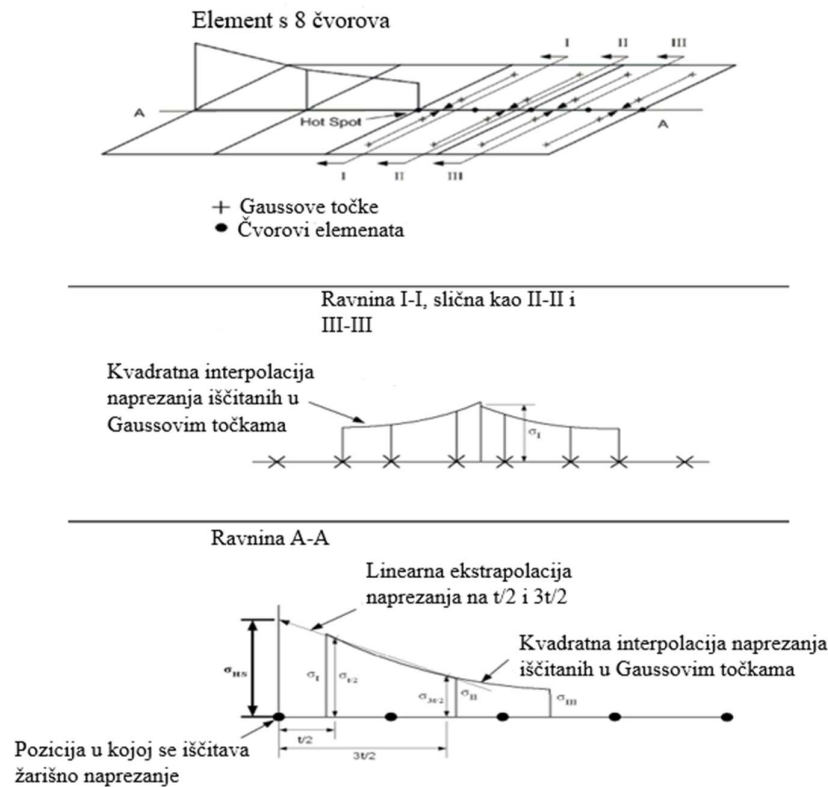 Element s 8 čvorova
I II III
A
Hot Spot
A
I II III
+ Gaussove točke
● Čvorovi elemenata
Ravnina I-I, slična kao II-II i
III-III
Kvadratna interpolacija
naprezanja iščitanih u
Gaussovim točkama
σI
Ravnina A-A
Linearna ekstrapolacija
naprezanja na t/2 i 3t/2
Kvadratna interpolacija naprezanja
iščitanih u Gaussovim točkama
σHS
σI σt/2
σ3t/2 σII
σIII
t/2
3t/2
Pozicija u kojoj se iščitava
žarišno naprezanje